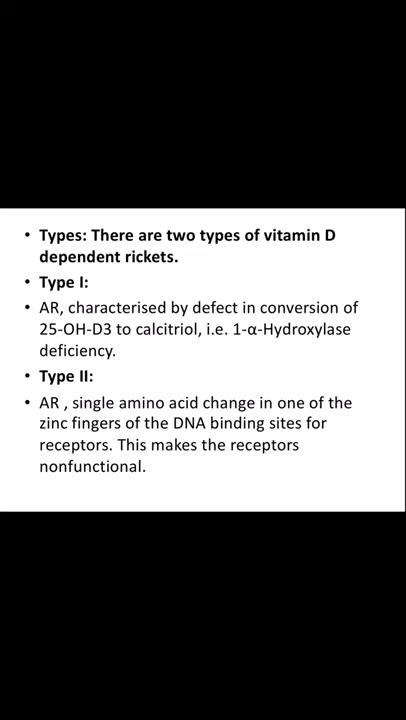 • Types: There are two types of vitamin D
dependent rickets.
• Type I:
• AR, characterised by defect in conversion of
25-OH-D3 to calcitriol, i.e. 1-α-Hydroxylase
deficiency.
• Type II:
• AR , single amino acid change in one of the
zinc fingers of the DNA binding sites for
receptors. This makes the receptors
nonfunctional.